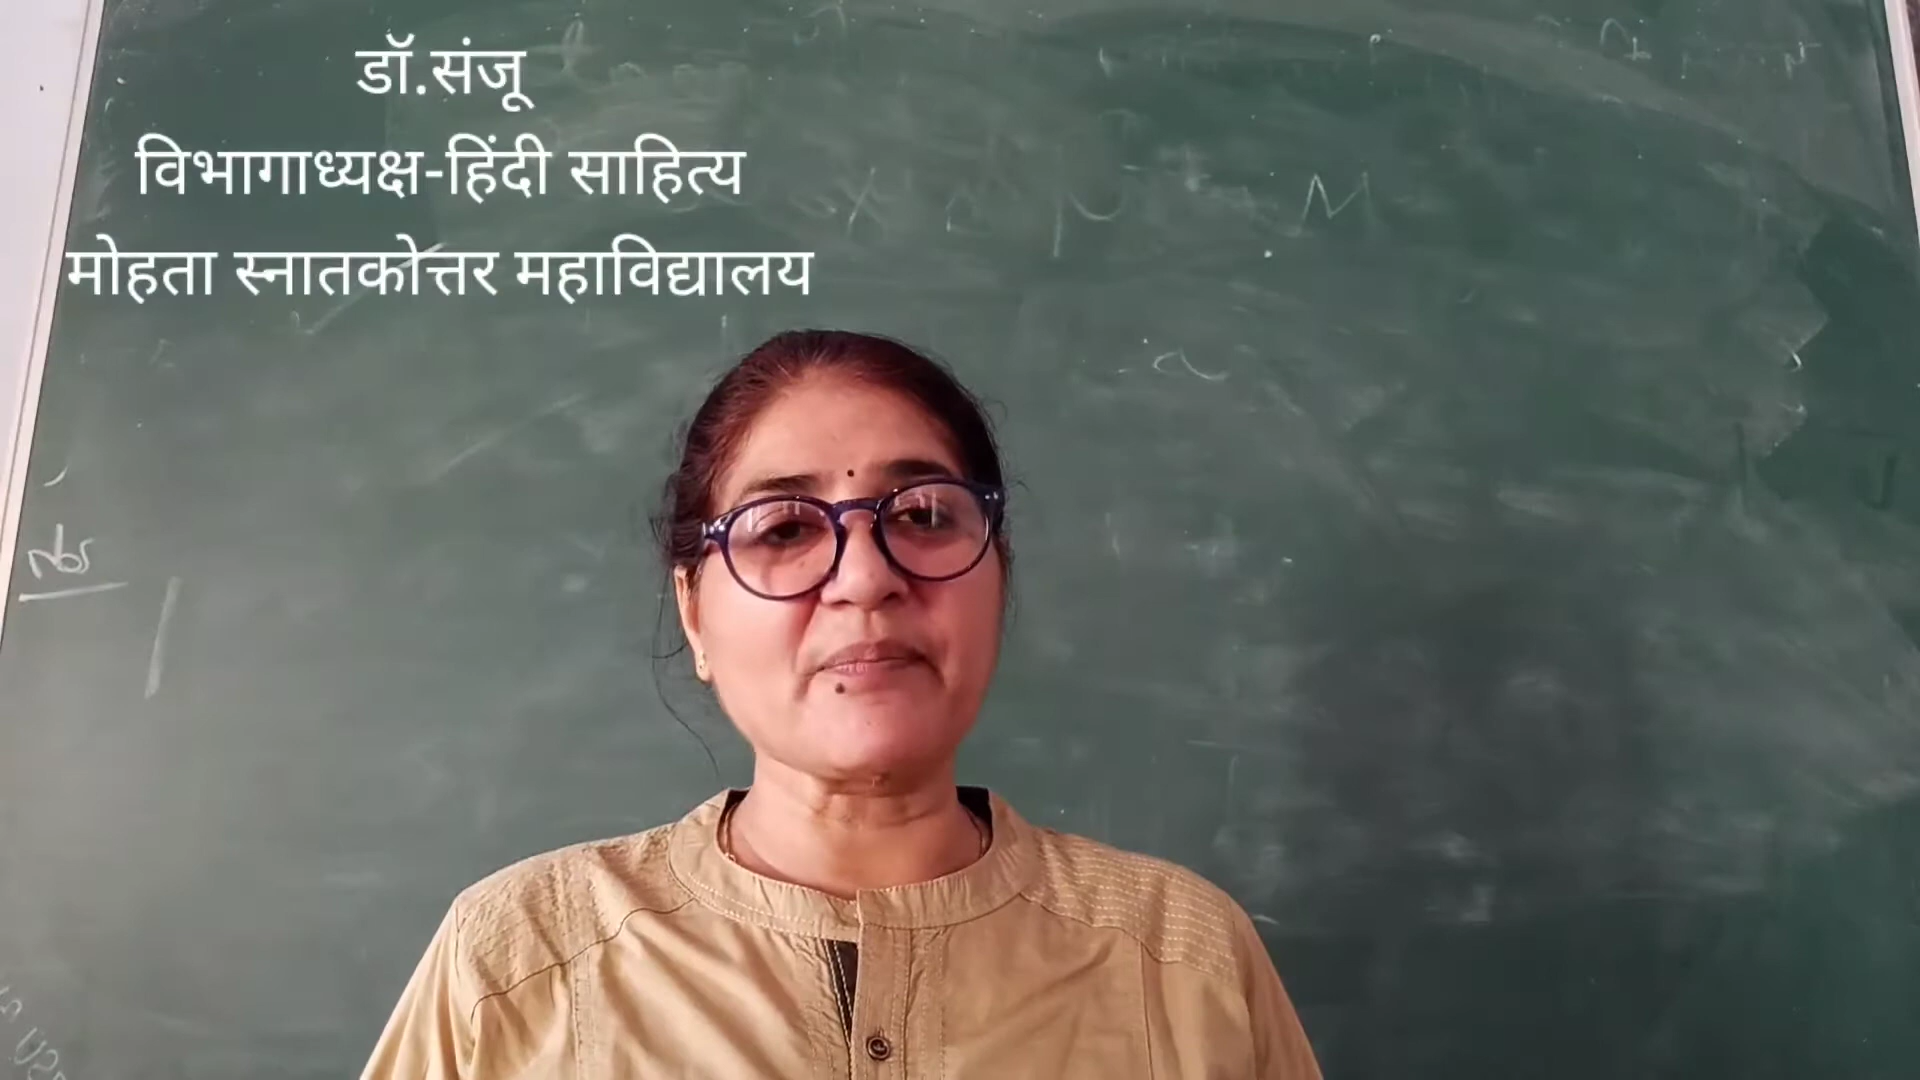 डॉ.संजू
विभागाध्यक्ष-हिंदी साहित्य
मोहता स्नातकोत्तर महाविद्यालय
M